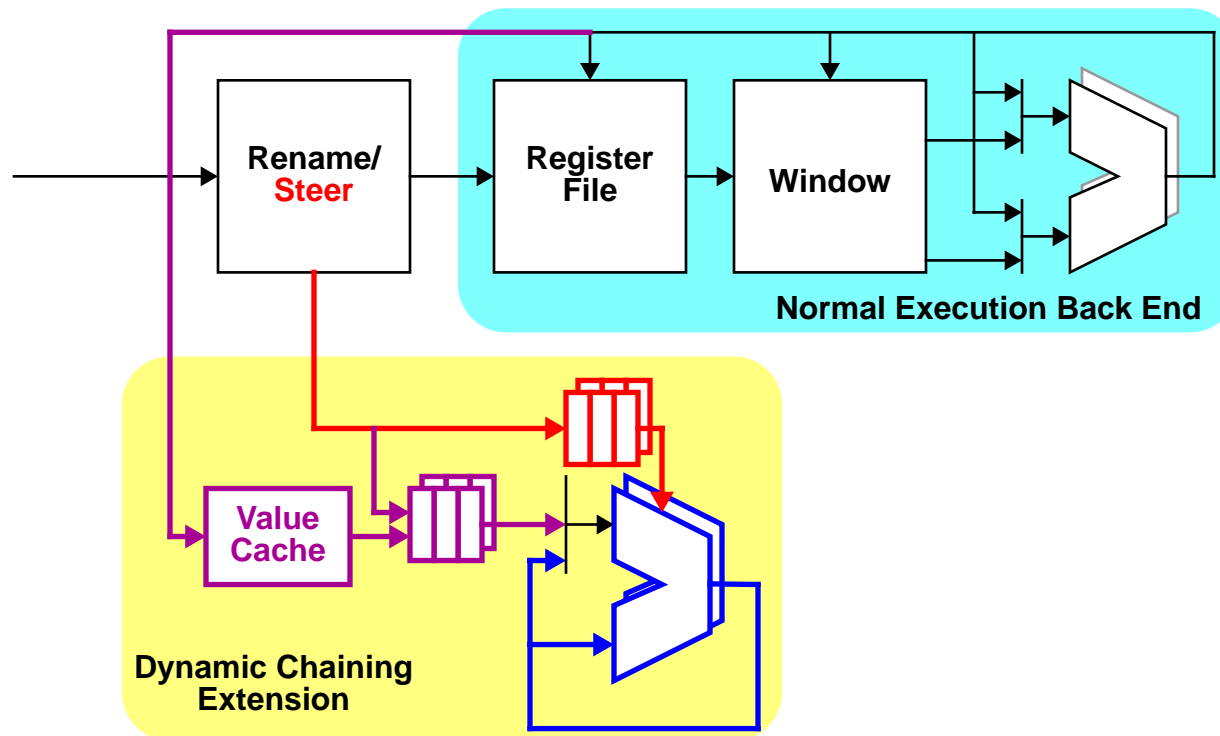 Rename/
Steer
Register
File
Window
Normal Execution Back End
Value
Cache
Dynamic Chaining
Extension